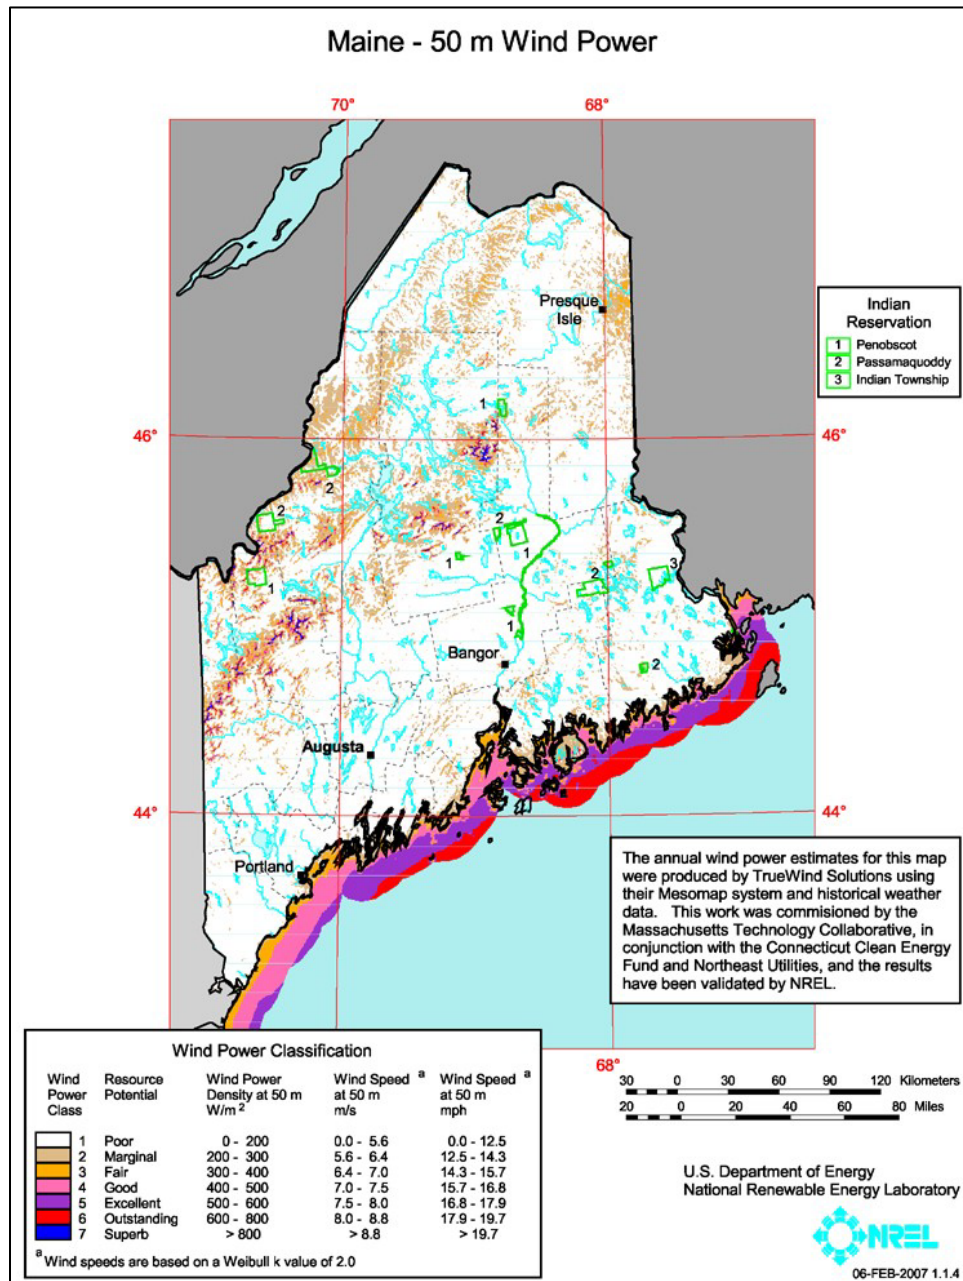 Maine - 50 m Wind Power
70°
68°
Presque
Isle
Indian
Reservation
1 Penobscot
2 Passamaquoddy
3 Indian Township
1
46°
46°
2
2
2
1
1
1
2
3
1
Bangor
2
Augusta
44°
44°
Portland
The annual wind power estimates for this map
were produced by TrueWind Solutions using
their Mesomap system and historical weather
data. This work was commisioned by the
Massachusetts Technology Collaborative, in
conjunction with the Connecticut Clean Energy
Fund and Northeast Utilities, and the results
have been validated by NREL.
68°
Wind Power Classification
Wind Power Class Resource Potential Wind Power Density at 50 m W/m² Wind Speed ᵃ at 50 m m/s Wind Speed ᵃ at 50 m mph
1 Poor 0 - 200 0.0 - 5.6 0.0 - 12.5
2 Marginal 200 - 300 5.6 - 6.4 12.5 - 14.3
3 Fair 300 - 400 6.4 - 7.0 14.3 - 15.7
4 Good 400 - 500 7.0 - 7.5 15.7 - 16.8
5 Excellent 500 - 600 7.5 - 8.0 16.8 - 17.9
6 Outstanding 600 - 800 8.0 - 8.8 17.9 - 19.7
7 Superb > 800 > 8.8 > 19.7
ᵃ Wind speeds are based on a Weibull k value of 2.0
30 0 30 60 90 120 Kilometers
20 0 20 40 60 80 Miles
U.S. Department of Energy
National Renewable Energy Laboratory
NREL
06-FEB-2007 1.1.4